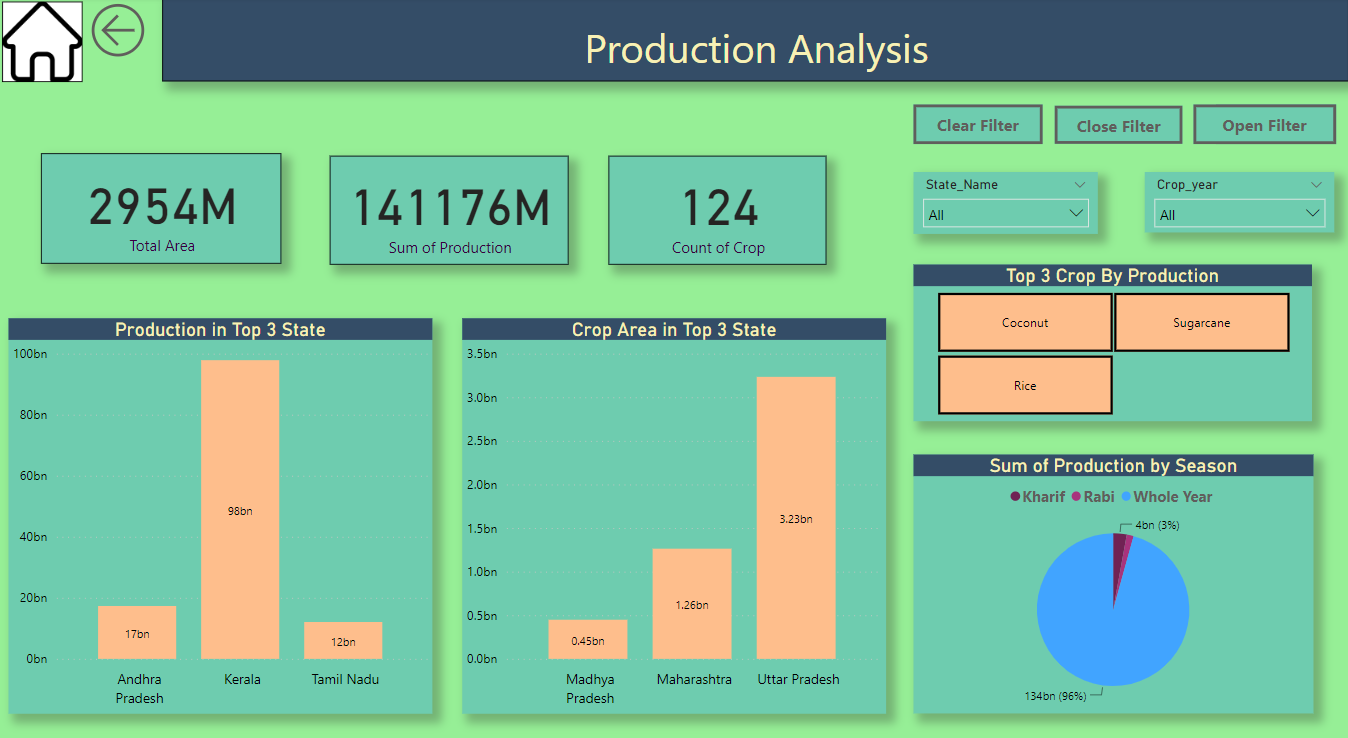 Production Analysis
Clear Filter
Close Filter
Open Filter
2954M
Total Area
141176M
Sum of Production
124
Count of Crop
State_Name
All
Crop_year
All
Top 3 Crop By Production
Coconut
Sugarcane
Rice
Production in Top 3 State
100bn
80bn
60bn
40bn
20bn
0bn
17bn
98bn
12bn
Andhra
Pradesh
Kerala
Tamil Nadu
Crop Area in Top 3 State
3.5bn
3.0bn
2.5bn
2.0bn
1.5bn
1.0bn
0.5bn
0.0bn
0.45bn
1.26bn
3.23bn
Madhya
Pradesh
Maharashtra
Uttar Pradesh
Sum of Production by Season
Kharif Rabi Whole Year
4bn (3%)
134bn (96%)